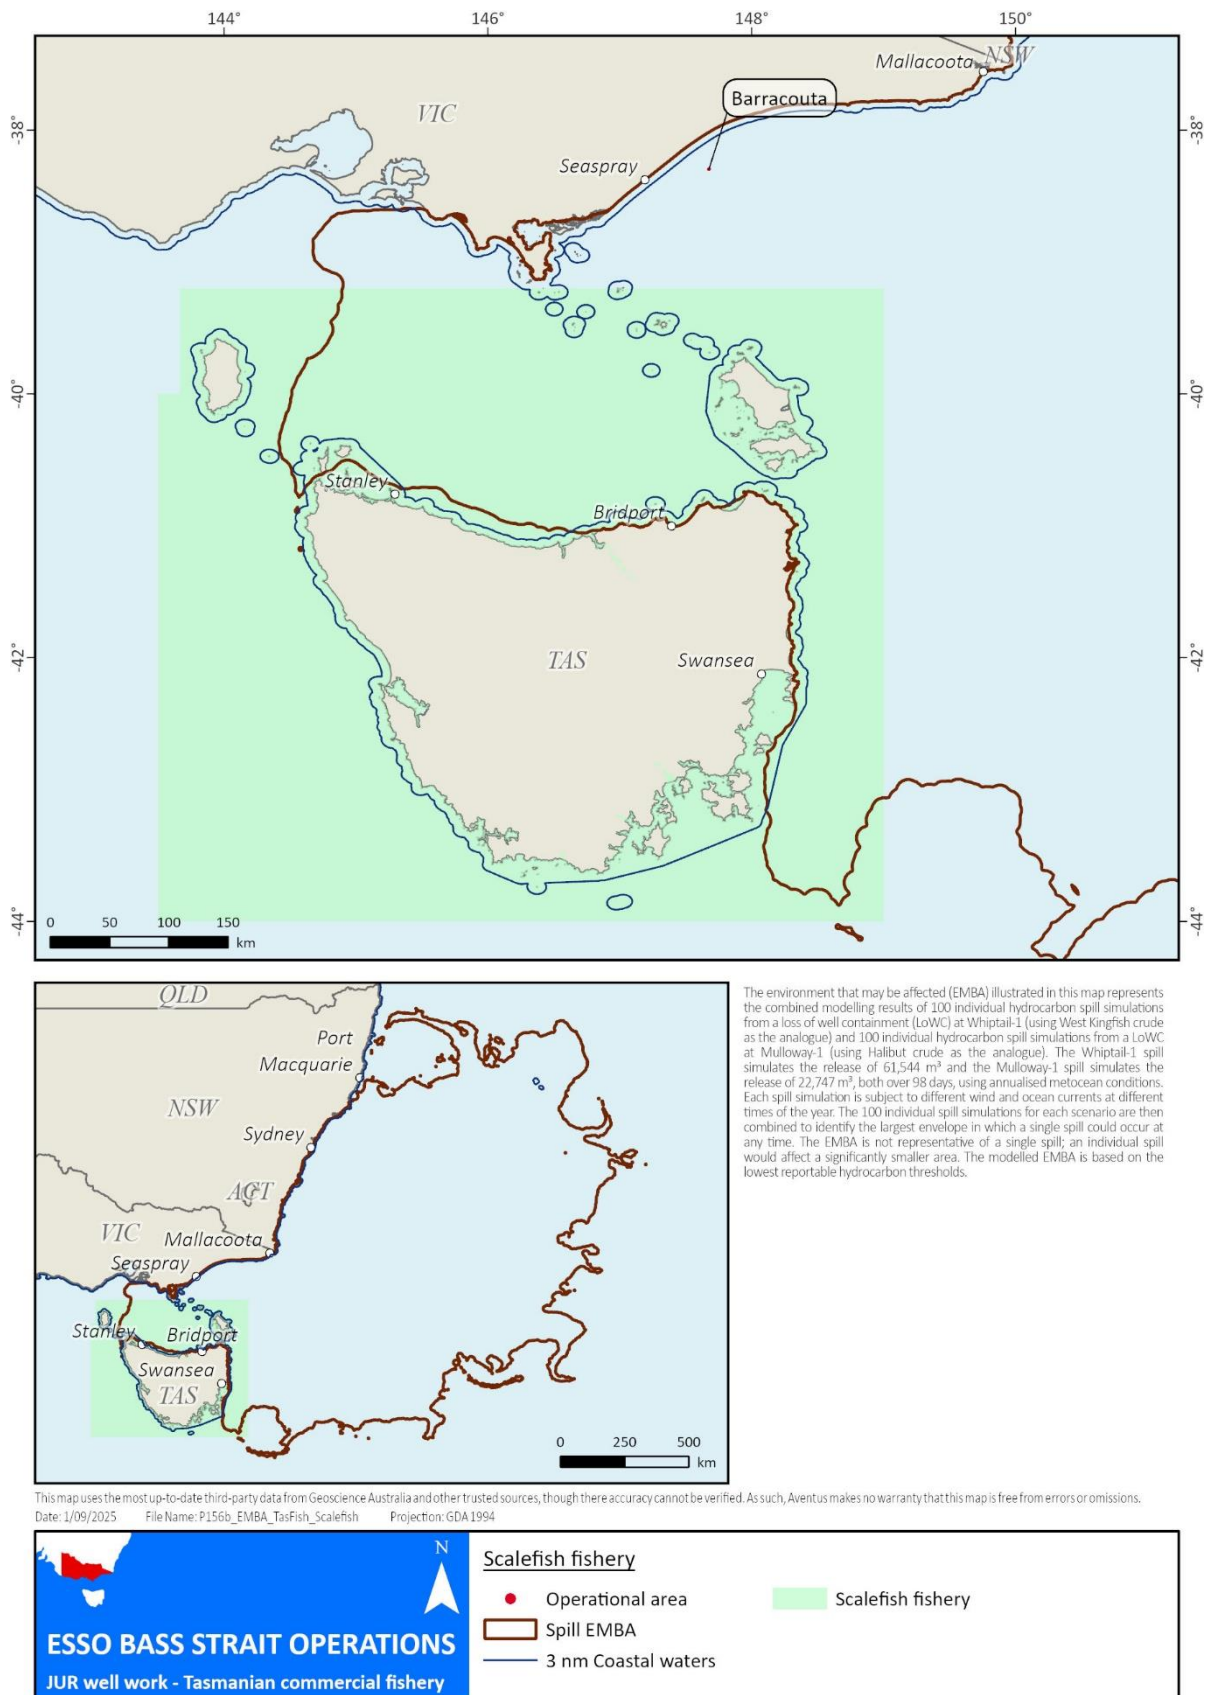 144°
146°
148°
150°
Mallacoota
NSW
Barracouta
VIC
-38°
-38°
Seaspray
-40°
-40°
Stanley
Bridport
-42°
-42°
TAS
Swansea
-44°
-44°
0 50 100 150
km
QLD
Port
Macquarie
NSW
Sydney
ACT
VIC
Mallacoota
Seaspray
Stanley
Bridport
Swansea
TAS
0 250 500
km
The environment that may be affected (EMBA) illustrated in this map represents
the combined modelling results of 100 individual hydrocarbon spill simulations
from a loss of well containment (LoWC) at Whiptail-1 (using West Kingfish crude
as the analogue) and 100 individual hydrocarbon spill simulations from a LoWC
at Mulloway-1 (using Halibut crude as the analogue). The Whiptail-1 spill
simulates the release of 61,544 m³ and the Mulloway-1 spill simulates the
release of 22,747 m³, both over 98 days, using annualised metocean conditions.
Each spill simulation is subject to different wind and ocean currents at different
times of the year. The 100 individual spill simulations for each scenario are then
combined to identify the largest envelope in which a single spill could occur at
any time. The EMBA is not representative of a single spill; an individual spill
would affect a significantly smaller area. The modelled EMBA is based on the
lowest reportable hydrocarbon thresholds.
This map uses the most up-to-date third-party data from Geoscience Australia and other trusted sources, though there accuracy cannot be verified. As such, Aventus makes no warranty that this map is free from errors or omissions.
Date: 1/09/2025 File Name: P156b_EMBA_TasFish_Scalefish Projection: GDA 1994
N
ESSO BASS STRAIT OPERATIONS
JUR well work - Tasmanian commercial fishery
Scalefish fishery
Operational area
Scalefish fishery
Spill EMBA
3 nm Coastal waters